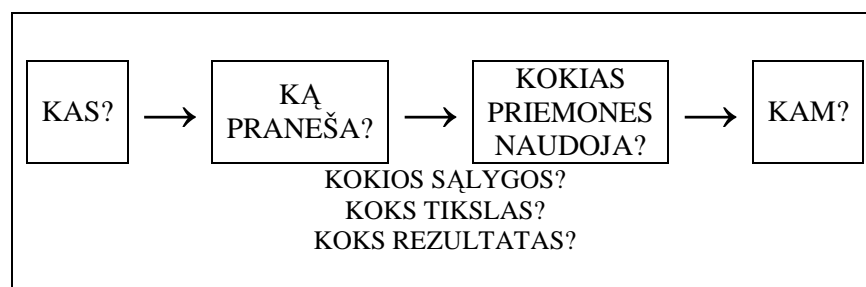 KAS?
KĄ
PRANEŠA?
KOKIAS
PRIEMONES
NAUDOJA?
KAM?
KOKIOS SĄLYGOS?
KOKS TIKSLAS?
KOKS REZULTATAS?